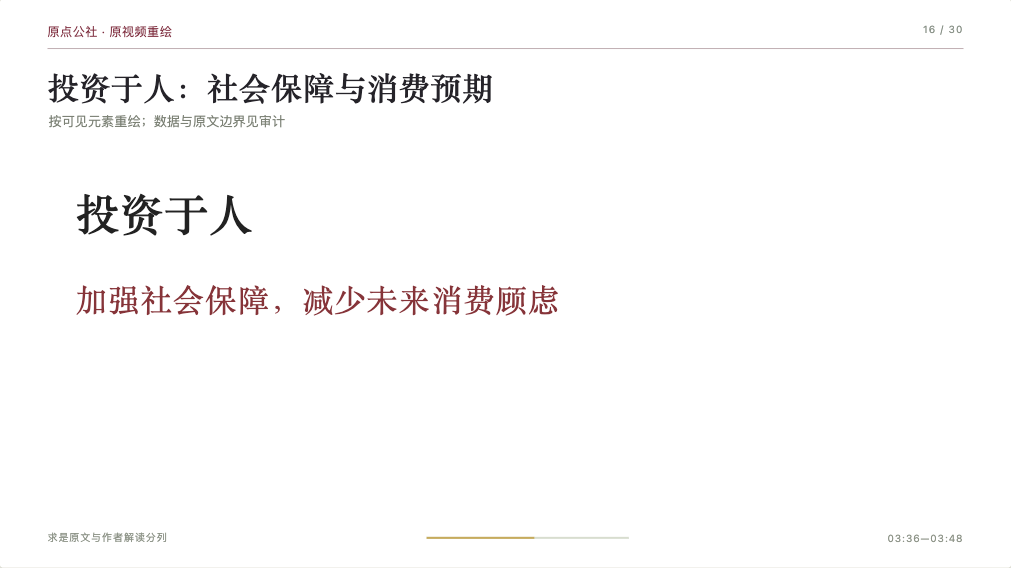 原点公社 · 原视频重绘
16 / 30
投资于人：社会保障与消费预期
按可见元素重绘；数据与原文边界见审计
投资于人
加强社会保障，减少未来消费顾虑
求是原文与作者解读分列
03:36—03:48